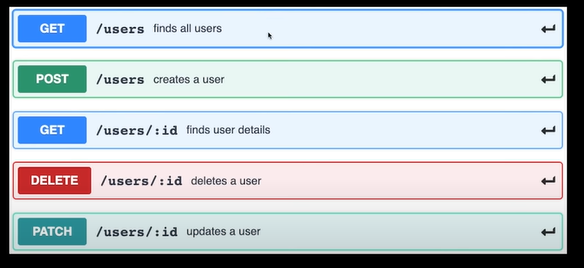 GET /users finds all users
POST /users creates a user
GET /users/:id finds user details
DELETE /users/:id deletes a user
PATCH /users/:id updates a user